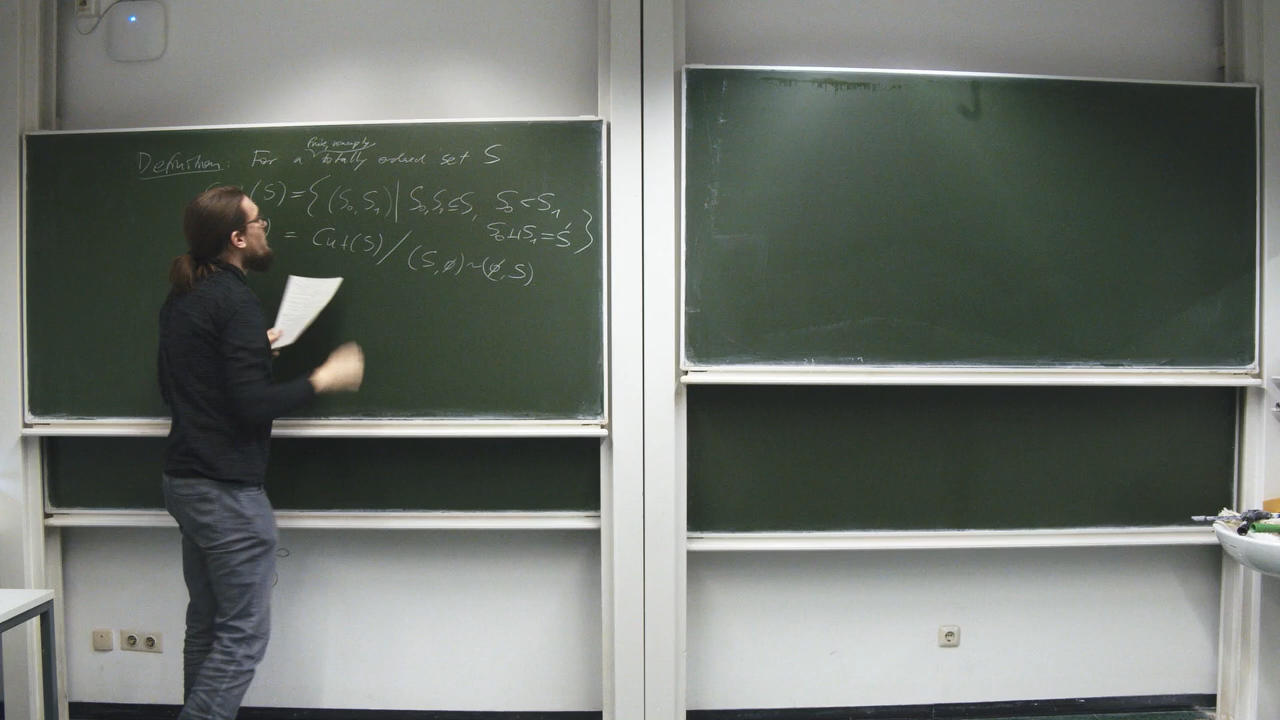 Definition: For a finite, nonempty totally ordered set S
(S) = { (S₀, S₁) | S₀, S₁ ⊆ S, S₀ < S₁
S₀ ⊔ S₁ = S }
= Cut(S) / (S, ∅) ~ (∅, S)